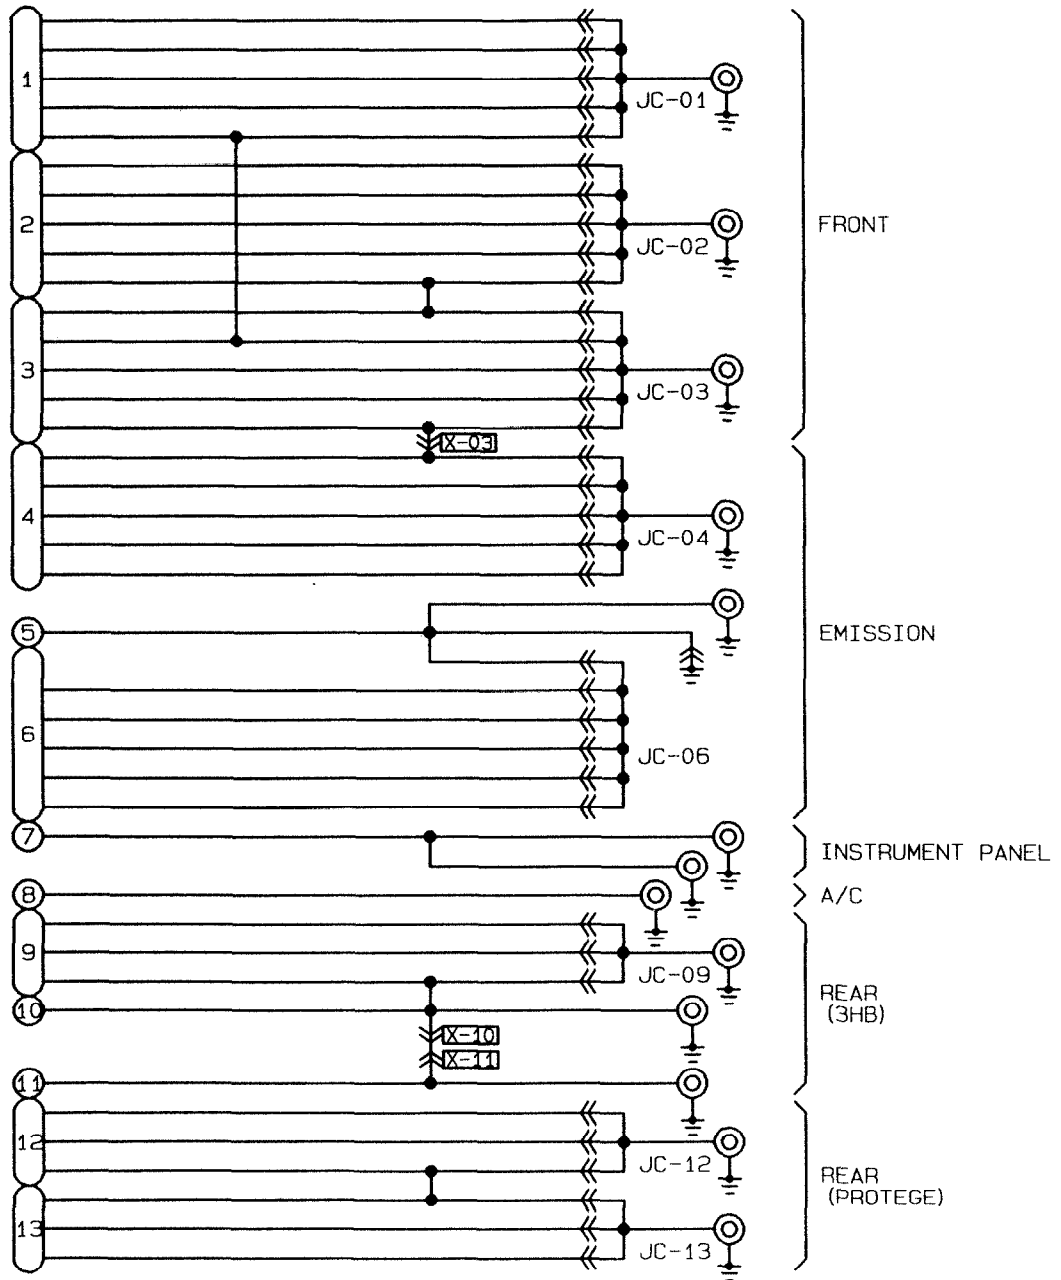 1
JC-01
2
JC-02
FRONT
3
JC-03
X-03
4
JC-04
5
EMISSION
6
JC-06
7
INSTRUMENT PANEL
8
A/C
9
JC-09
10
REAR
(3HB)
X-10
X-11
11
12
JC-12
REAR
(PROTEGE)
13
JC-13